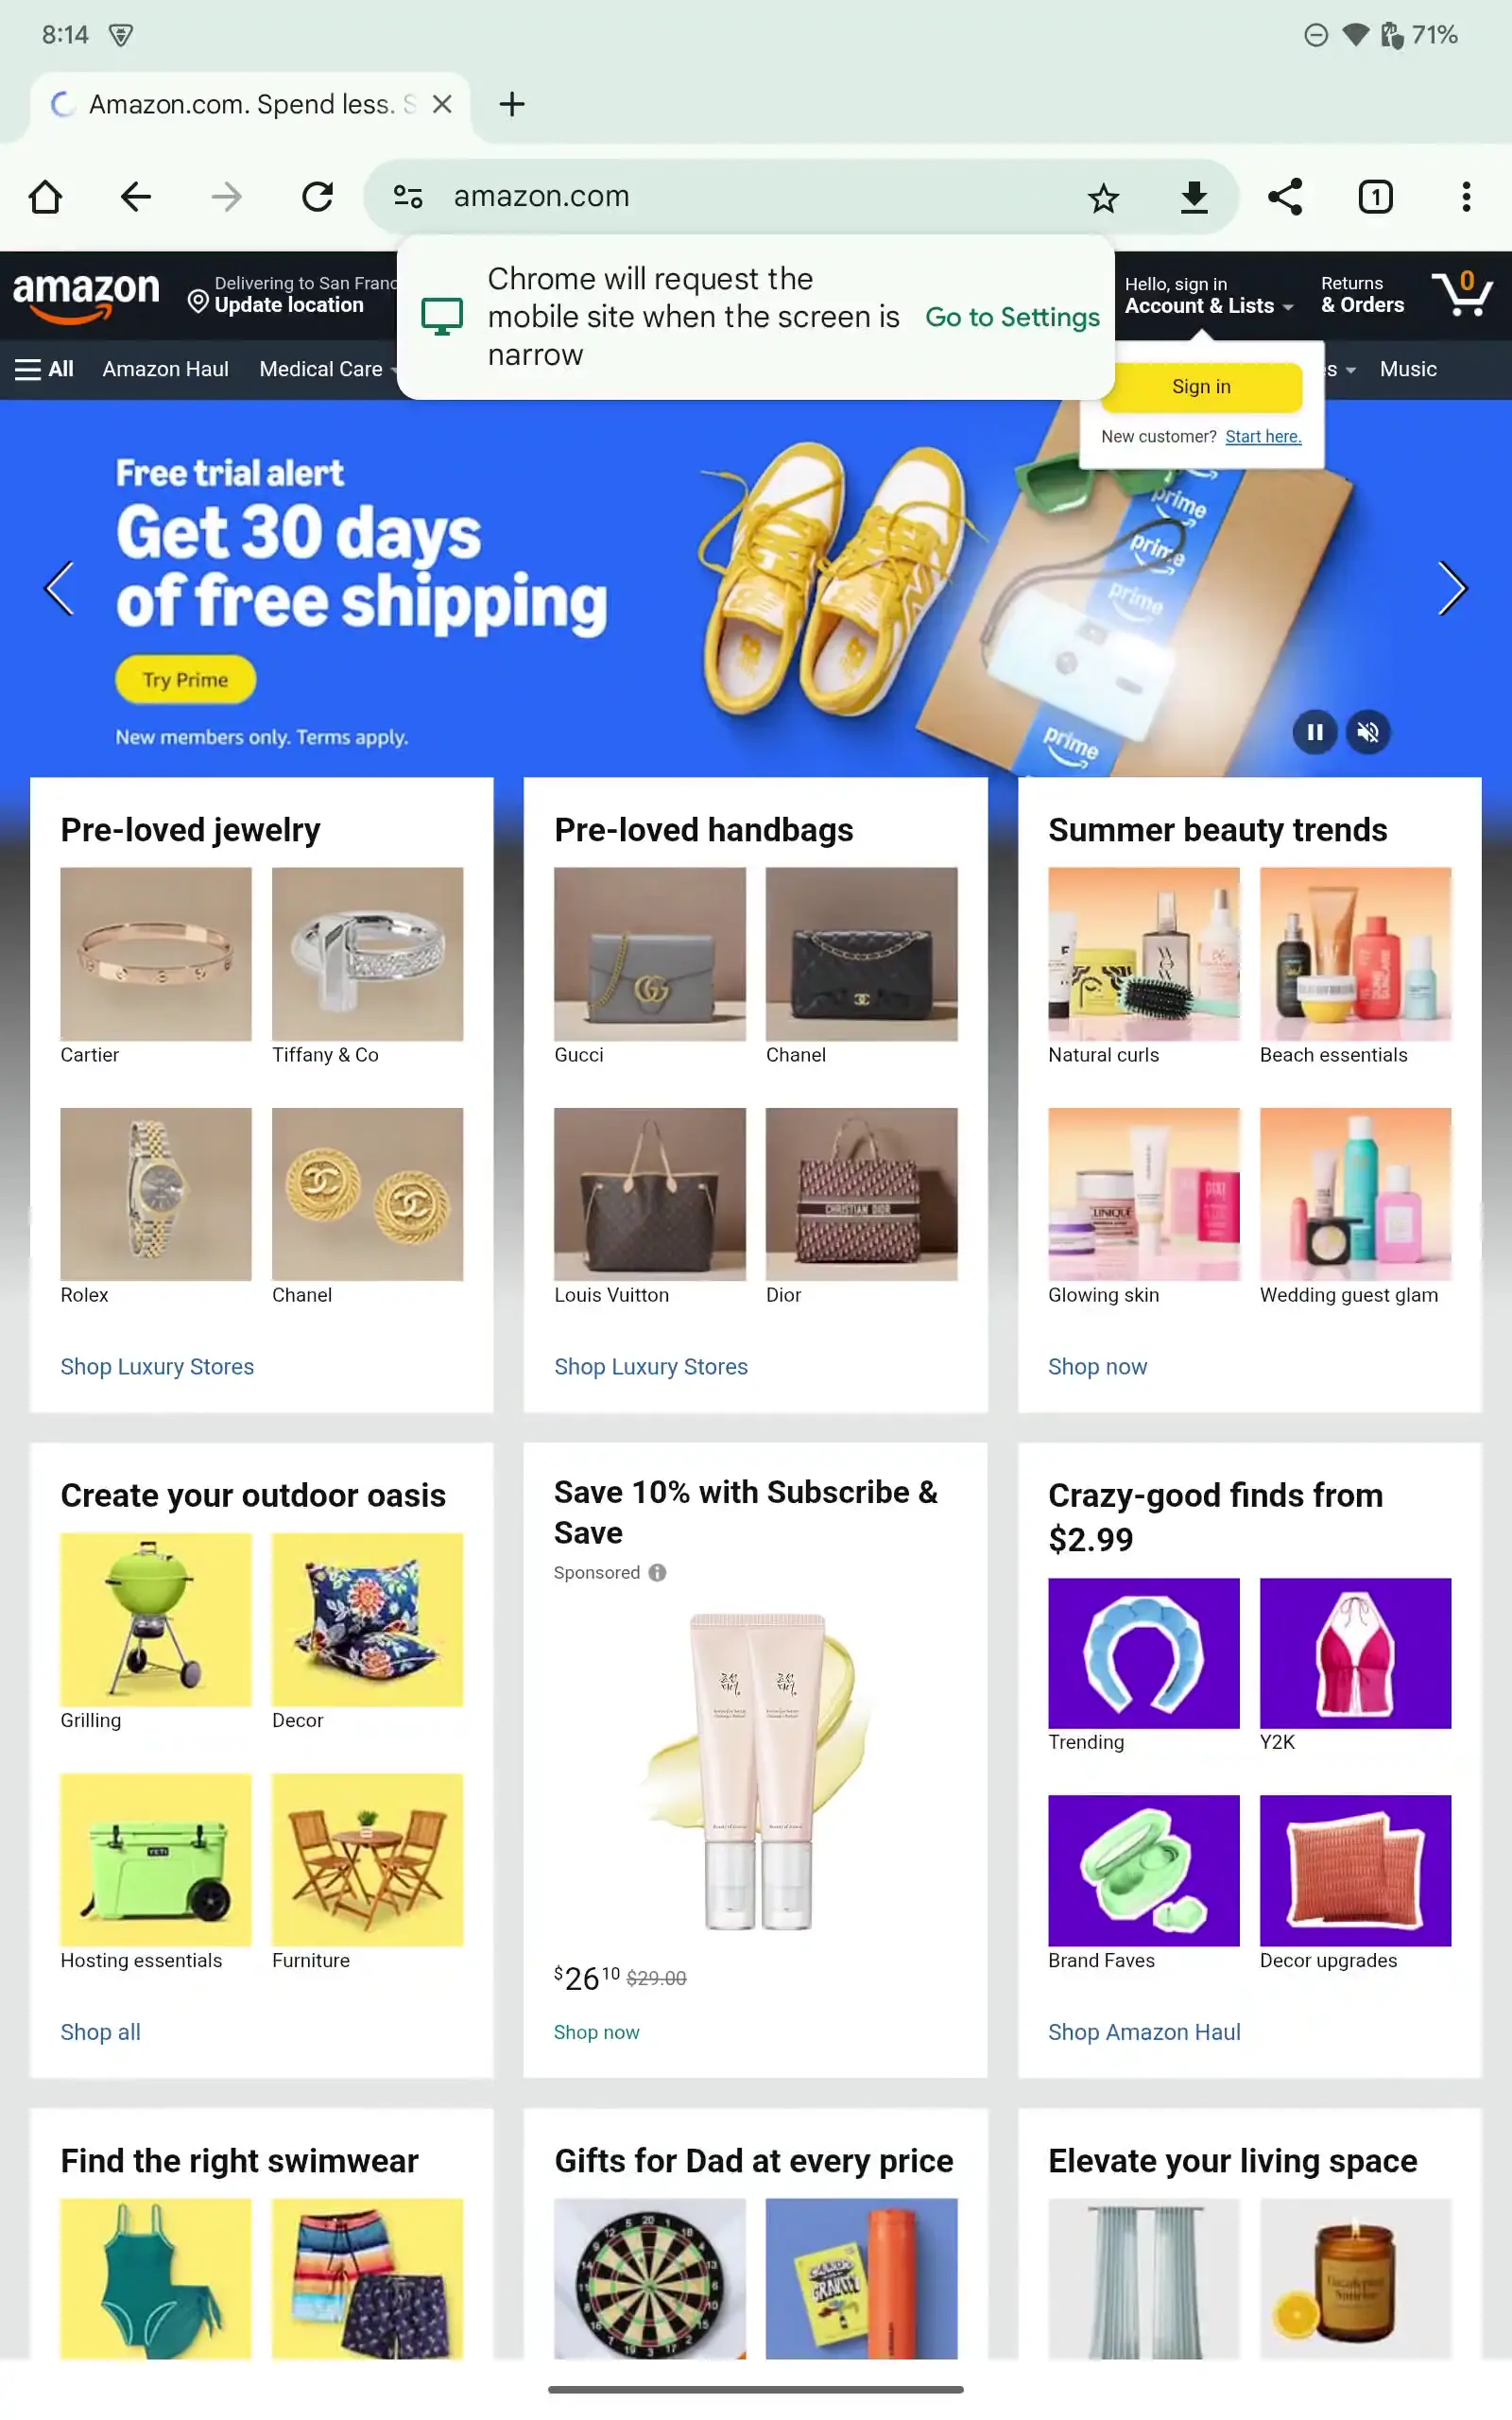 8:14
71%
Amazon.com. Spend less. S
amazon.com
1
Chrome will request the
mobile site when the screen is
narrow
Go to Settings
amazon
Delivering to San Franc
Update location
Hello, sign in
Account & Lists
Returns
& Orders
0
All
Amazon Haul
Medical Care
es
Music
Sign in
New customer? Start here.
Free trial alert
Get 30 days
of free shipping
Try Prime
New members only. Terms apply.
prime
prime
prime
prime
Pre-loved jewelry
Cartier
Tiffany & Co
Rolex
Chanel
Shop Luxury Stores
Pre-loved handbags
Gucci
Chanel
CHRISTIAN DIOR
Louis Vuitton
Dior
Shop Luxury Stores
Summer beauty trends
Natural curls
Beach essentials
CLINIQUE
PIXI
Glowing skin
Wedding guest glam
Shop now
Create your outdoor oasis
Grilling
Decor
YETI
Hosting essentials
Furniture
Shop all
Save 10% with Subscribe &
Save
Sponsored
$26 10 $29.00
Shop now
Crazy-good finds from
$2.99
Trending
Y2K
Brand Faves
Decor upgrades
Shop Amazon Haul
Find the right swimwear
Gifts for Dad at every price
Elevate your living space